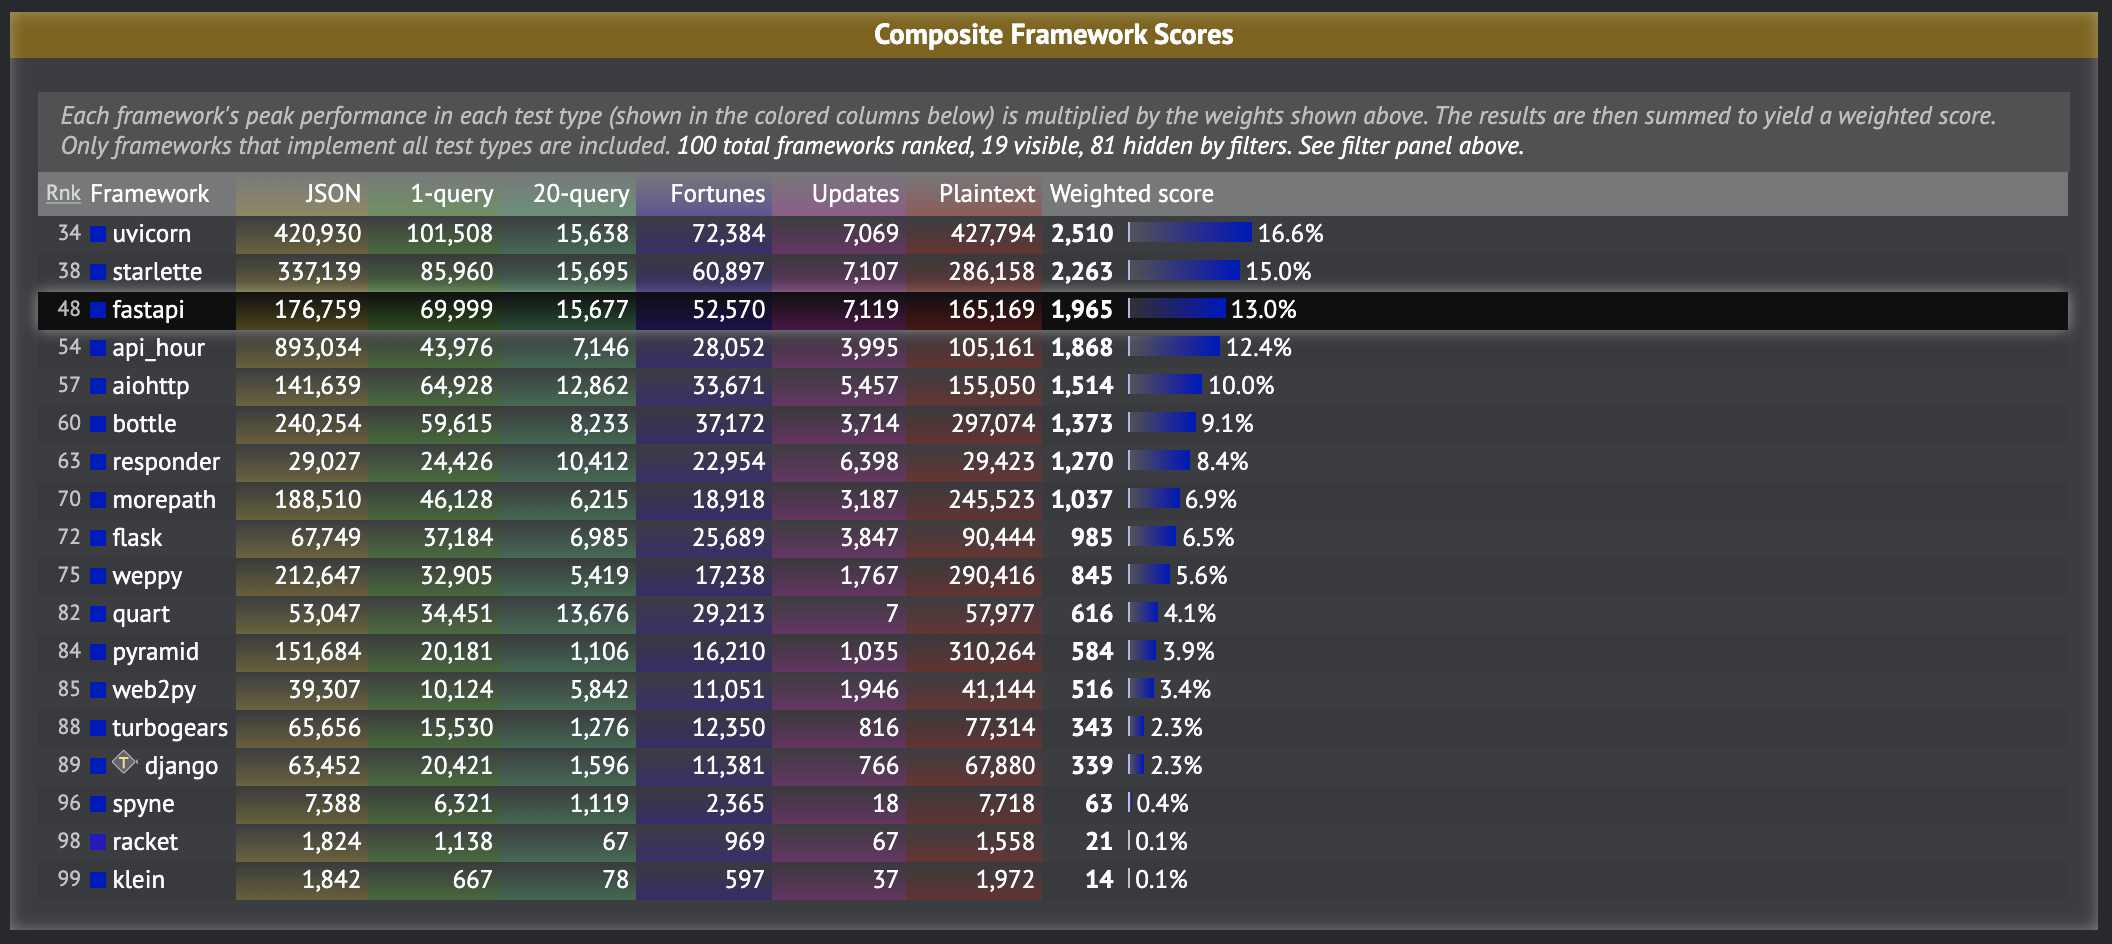 Composite Framework Scores
Each framework's peak performance in each test type (shown in the colored columns below) is multiplied by the weights shown above. The results are then summed to yield a weighted score.
Only frameworks that implement all test types are included. 100 total frameworks ranked, 19 visible, 81 hidden by filters. See filter panel above.
Rnk Framework JSON 1-query 20-query Fortunes Updates Plaintext Weighted score
34 uvicorn 420,930 101,508 15,638 72,384 7,069 427,794 2,510 16.6%
38 starlette 337,139 85,960 15,695 60,897 7,107 286,158 2,263 15.0%
48 fastapi 176,759 69,999 15,677 52,570 7,119 165,169 1,965 13.0%
54 api_hour 893,034 43,976 7,146 28,052 3,995 105,161 1,868 12.4%
57 aiohttp 141,639 64,928 12,862 33,671 5,457 155,050 1,514 10.0%
60 bottle 240,254 59,615 8,233 37,172 3,714 297,074 1,373 9.1%
63 responder 29,027 24,426 10,412 22,954 6,398 29,423 1,270 8.4%
70 morepath 188,510 46,128 6,215 18,918 3,187 245,523 1,037 6.9%
72 flask 67,749 37,184 6,985 25,689 3,847 90,444 985 6.5%
75 weppy 212,647 32,905 5,419 17,238 1,767 290,416 845 5.6%
82 quart 53,047 34,451 13,676 29,213 7 57,977 616 4.1%
84 pyramid 151,684 20,181 1,106 16,210 1,035 310,264 584 3.9%
85 web2py 39,307 10,124 5,842 11,051 1,946 41,144 516 3.4%
88 turbogears 65,656 15,530 1,276 12,350 816 77,314 343 2.3%
89 T django 63,452 20,421 1,596 11,381 766 67,880 339 2.3%
96 spyne 7,388 6,321 1,119 2,365 18 7,718 63 0.4%
98 racket 1,824 1,138 67 969 67 1,558 21 0.1%
99 klein 1,842 667 78 597 37 1,972 14 0.1%